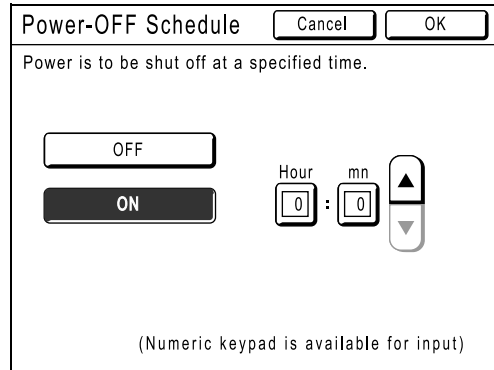 Power-OFF Schedule Cancel OK
Power is to be shut off at a specified time.
OFF
Hour mn
ON 0 : 0
(Numeric keypad is available for input)